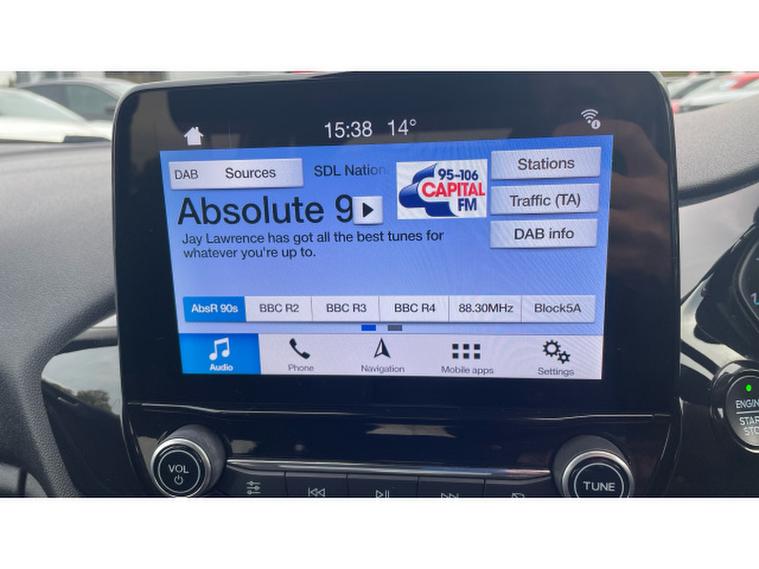 15:38 14°
DAB Sources SDL Nation
95-106
CAPITAL
FM
Stations
Traffic (TA)
DAB info
Absolute 9
Jay Lawrence has got all the best tunes for
whatever you're up to.
AbsR 90s BBC R2 BBC R3 BBC R4 88.30MHz Block5A
Audio Phone Navigation Mobile apps Settings
VOL
TUNE